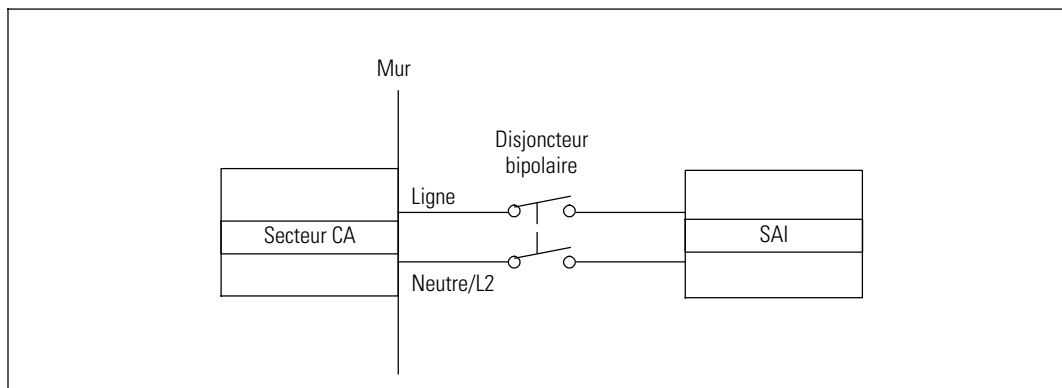 Mur
Disjoncteur
bipolaire
Ligne
Secteur CA
SAI
Neutre/L2